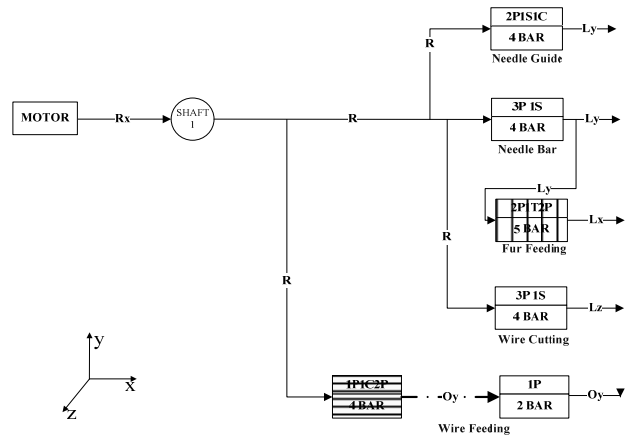 2P1S1C
4 BAR
Ly
Needle Guide
R
MOTOR
Rx
SHAFT
1
R
3P 1S
4 BAR
Ly
Needle Bar
Ly
2P1T2P
5 BAR
Lx
Fur Feeding
R
R
3P 1S
4 BAR
Lz
Wire Cutting
y
x
z
1P1C2P
4 BAR
Oy
1P
2 BAR
Oy
Wire Feeding